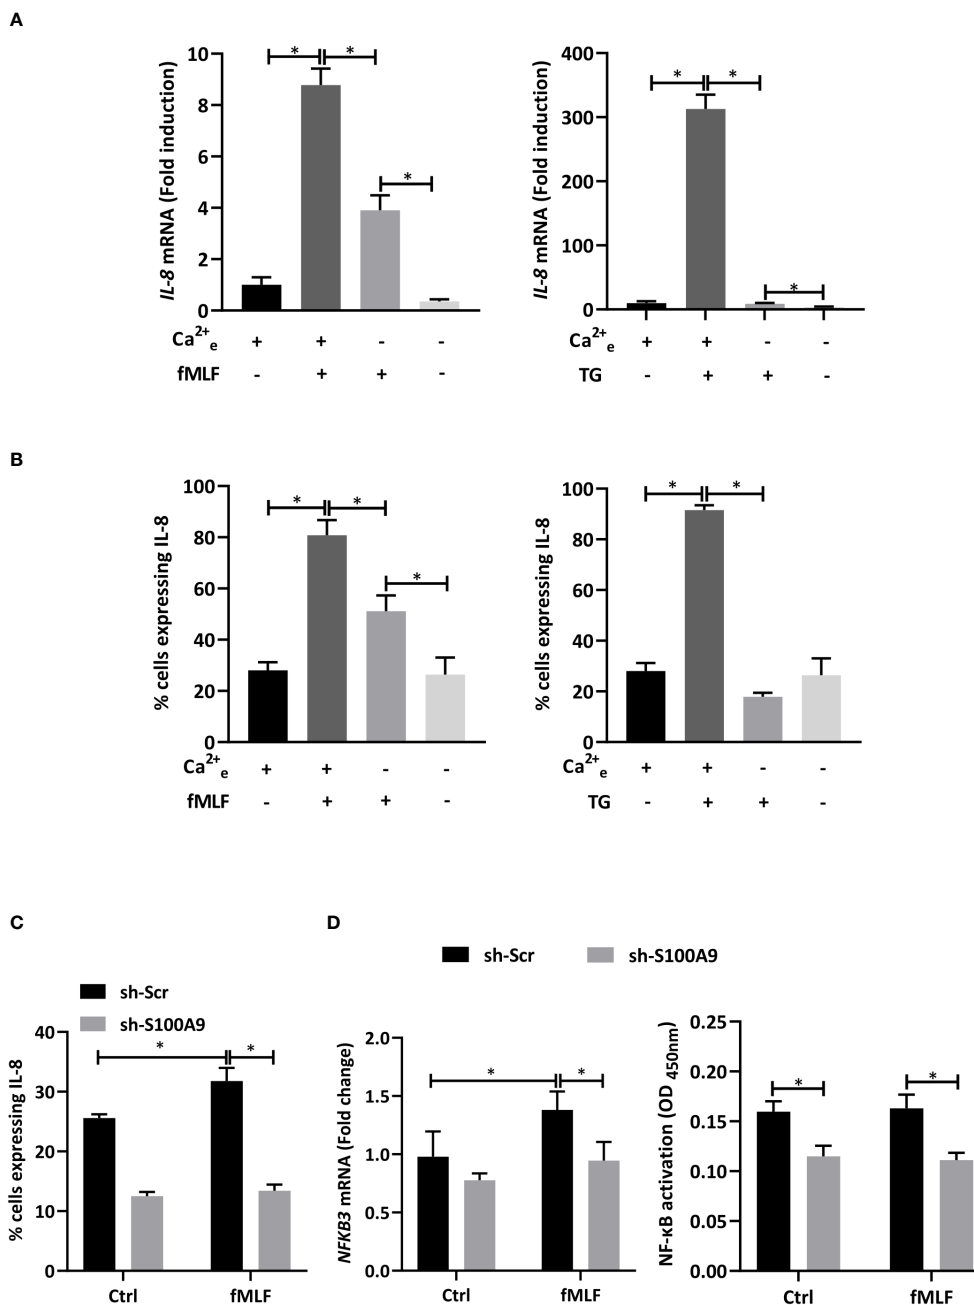 A
IL-8 mRNA (Fold induction)
10
8
6
4
2
0
* * *
Ca2+e + + - -
fMLF - + + -
IL-8 mRNA (Fold induction)
400
300
200
100
0
* * *
Ca2+e + + - -
TG - + + -
B
% cells expressing IL-8
100
80
60
40
20
0
* * *
Ca2+e + + - -
fMLF - + + -
% cells expressing IL-8
100
80
60
40
20
0
* *
Ca2+e + + - -
TG - + + -
C
sh-Scr
sh-S100A9
% cells expressing IL-8
40
30
20
10
0
* *
Ctrl fMLF
D
sh-Scr sh-S100A9
NFKB3 mRNA (Fold change)
2.0
1.5
1.0
0.5
0.0
* *
Ctrl fMLF
NF-κB activation (OD 450nm)
0.25
0.20
0.15
0.10
0.05
0.00
* *
Ctrl fMLF